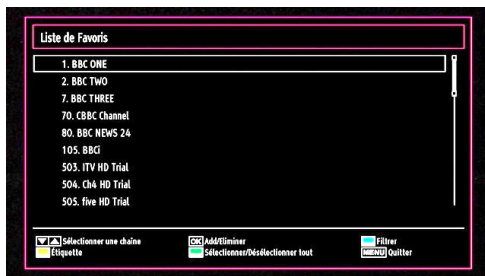 Liste de Favoris
1. BBC ONE
2. BBC TWO
7. BBC THREE
70. CBBC Channel
80. BBC NEWS 24
105. BBCi
503. ITV HD Trial
504. Ch4 HD Trial
505. five HD Trial
Sélectionner une chaine
OK Add/Eliminer
Filtrer
Étiquette
Sélectionner/Désélectionner tout
MENU Quitter